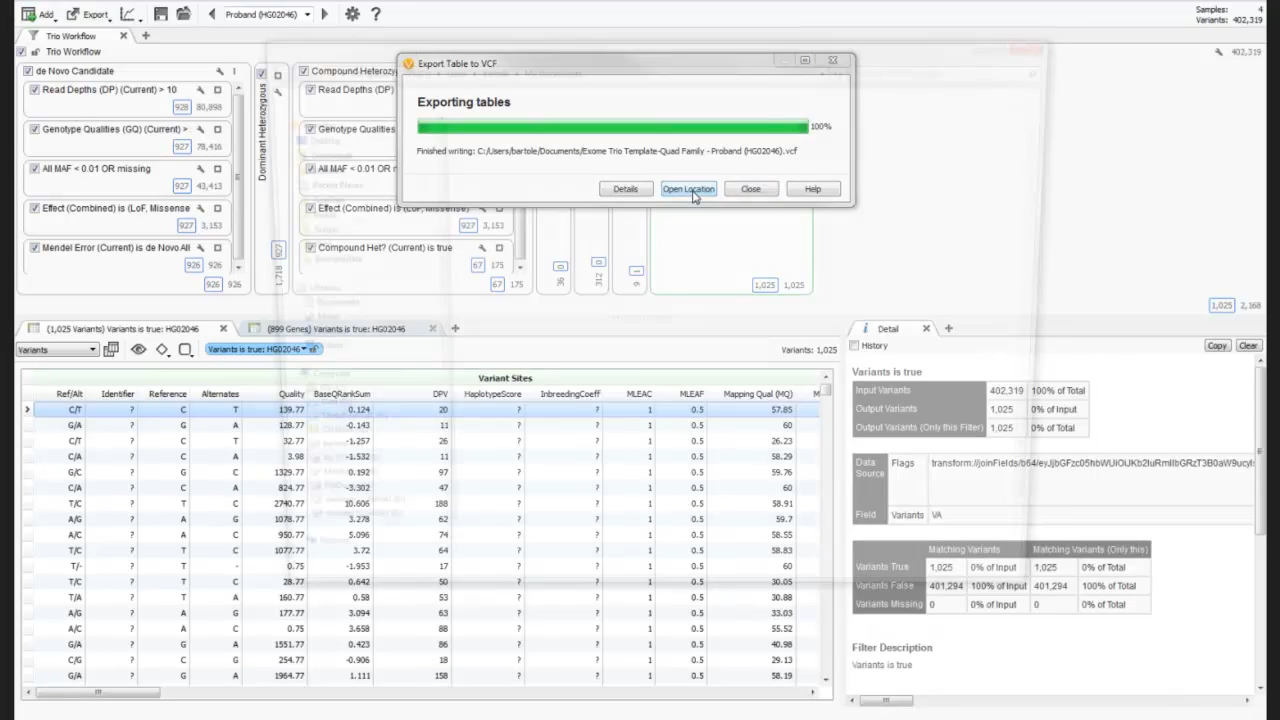 Add Export Proband (HG02046)
Samples: 4
Variants: 402,319
Trio Workflow
Trio Workflow 402,319
de Novo Candidate
Read Depths (DP) (Current) > 10
928 80,898
Genotype Qualities (GQ) (Current) >
927 78,416
All MAF < 0.01 OR missing
927 43,413
Effect (Combined) is (LoF, Missense
927 3,153
Mendel Error (Current) is de Novo All
926 926
926 926
Dominant Heterozygous
927
1,718
Compound Heterozy
Read Depths (DP)
Genotype Qualities
All MAF < 0.01 OR
Effect (Combined) is (LoF, Missense
927 3,153
Compound Het? (Current) is true
67 175
67 175
0
36
0
312
1
9
1,025 1,025
1,025 2,168
Export Table to VCF
Exporting tables
100%
Finished writing: C:/Users/bartole/Documents/Exome Trio Template-Quad Family - Proband (HG02046).vcf
Details Open Location Close Help
(1,025 Variants) Variants is true: HG02046 (899 Genes) Variants is true: HG02046
Variants Variants is true: HG02046 Variants: 1,025
Variant Sites
Ref/Alt Identifier Reference Alternates Quality BaseQRankSum DPV HaplotypeScore InbreedingCoeff MLEAC MLEAF Mapping Qual (MQ) M
C/T ? C T 139.77 0.124 20 ? ? 1 0.5 57.85
G/A ? G A 128.77 -0.142 11 ? ? 1 0.5 60
C/T ? C T 32.77 -1.257 26 ? ? 1 0.5 26.23
C/A ? C A 3.98 -1.532 11 ? ? 1 0.5 58.29
G/C ? G C 1329.77 0.192 97 ? ? 1 0.5 59.76
C/A ? C A 824.77 -3.302 47 ? ? 1 0.5 60
T/C ? T C 2740.77 10.606 188 ? ? 1 0.5 58.91
A/G ? A G 1078.77 3.278 62 ? ? 1 0.5 59.7
A/C ? A C 950.77 5.096 74 ? ? 1 0.5 58.55
T/C ? T C 1077.77 3.72 64 ? ? 1 0.5 58.83
T/- ? T - 0.75 -1.953 17 ? ? 1 0.5 60
T/C ? T C 28.77 0.642 50 ? ? 1 0.5 30.05
T/A ? T A 160.77 0.58 53 ? ? 1 0.5 30.88
A/G ? A G 177.77 3.094 63 ? ? 1 0.5 33.03
A/C ? A C 0.75 3.658 88 ? ? 1 0.5 55.52
G/A ? G A 1551.77 0.423 86 ? ? 1 0.5 40.98
C/G ? C G 254.77 -0.906 18 ? ? 1 0.5 29.13
G/A ? G A 1964.77 1.111 158 ? ? 1 0.5 58.19
Detail
History Copy Clear
Variants is true
Input Variants 402,319 100% of Total
Output Variants 1,025 0% of Input
Output Variants (Only this Filter) 1,025 0% of Total
Data Source Flags
Field Variants VA
Matching Variants Matching Variants (Only this)
Variants True 1,025 0% of Input 1,025 0% of Total
Variants False 401,294 100% of Input 401,294 100% of Total
Variants Missing 0 0% of Input 0 0% of Total
Filter Description
Variants is true